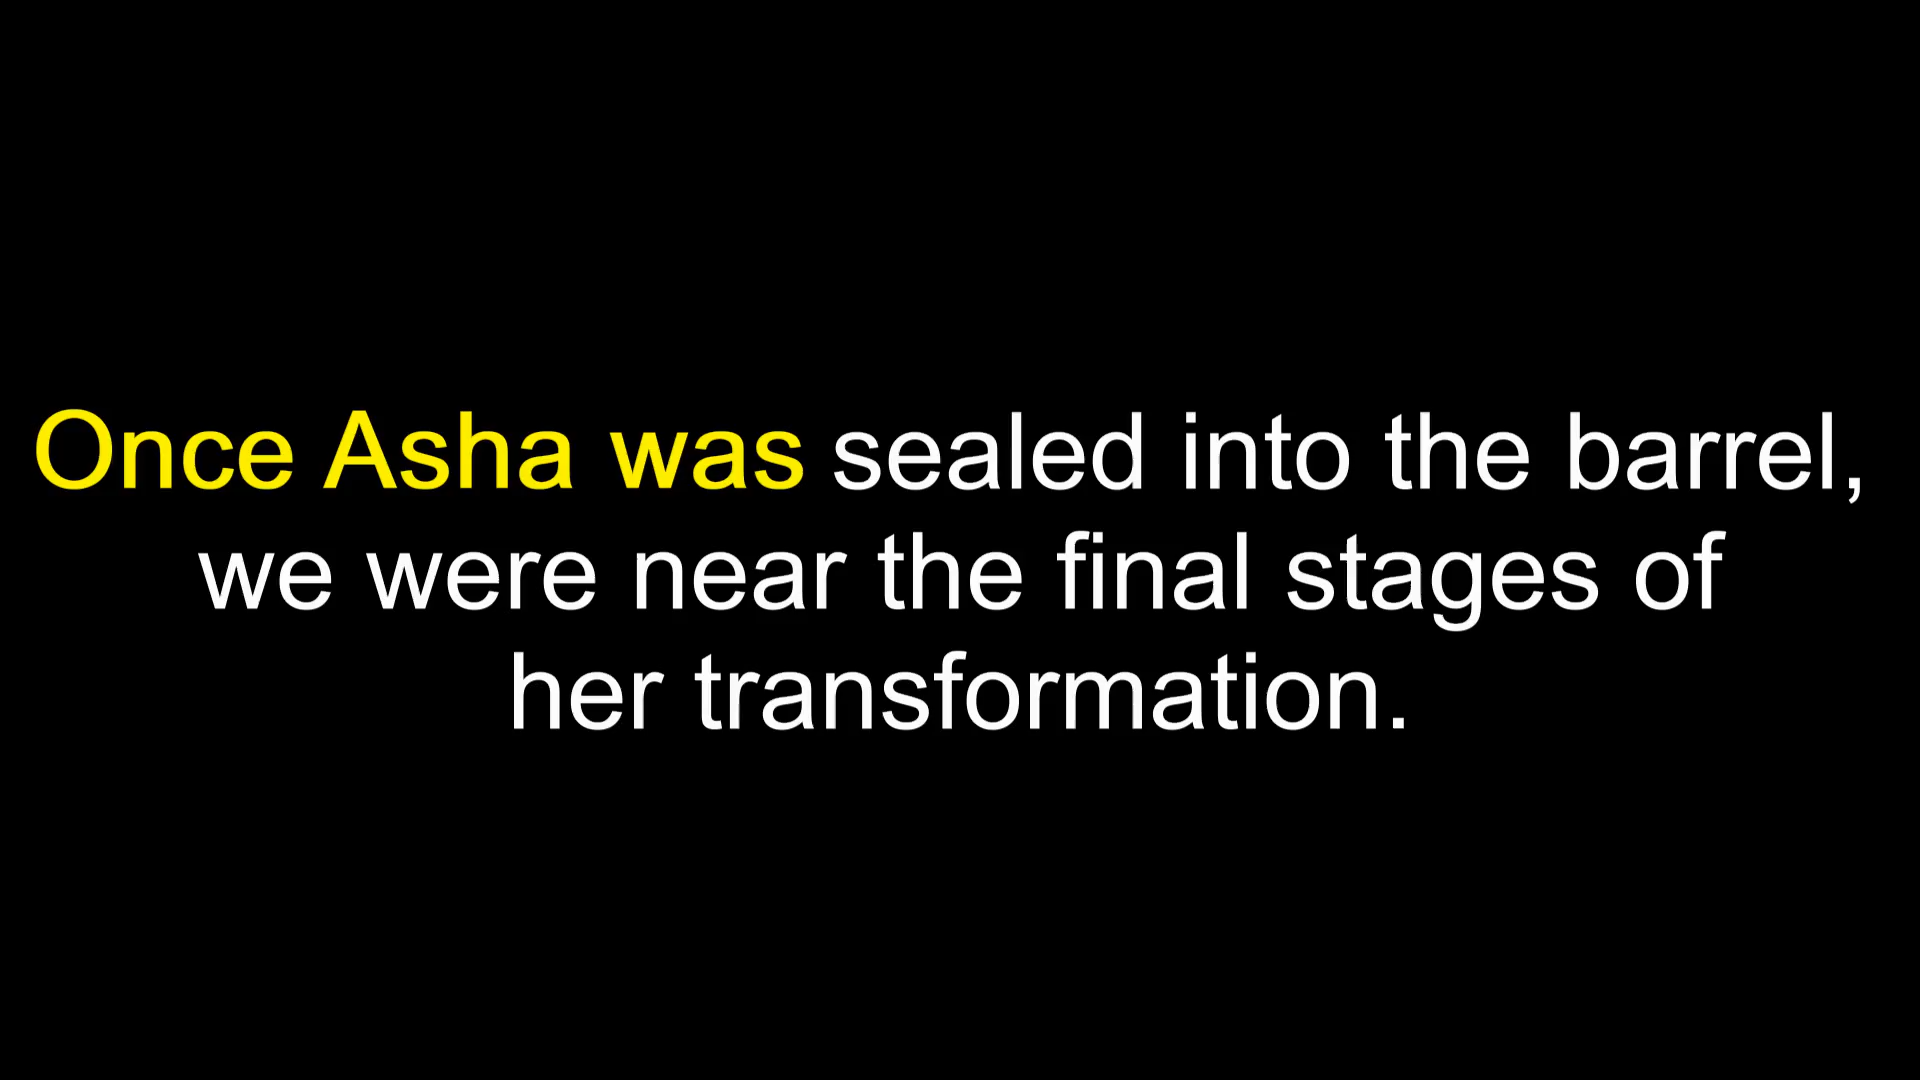 Once Asha was sealed into the barrel,
we were near the final stages of
her transformation.